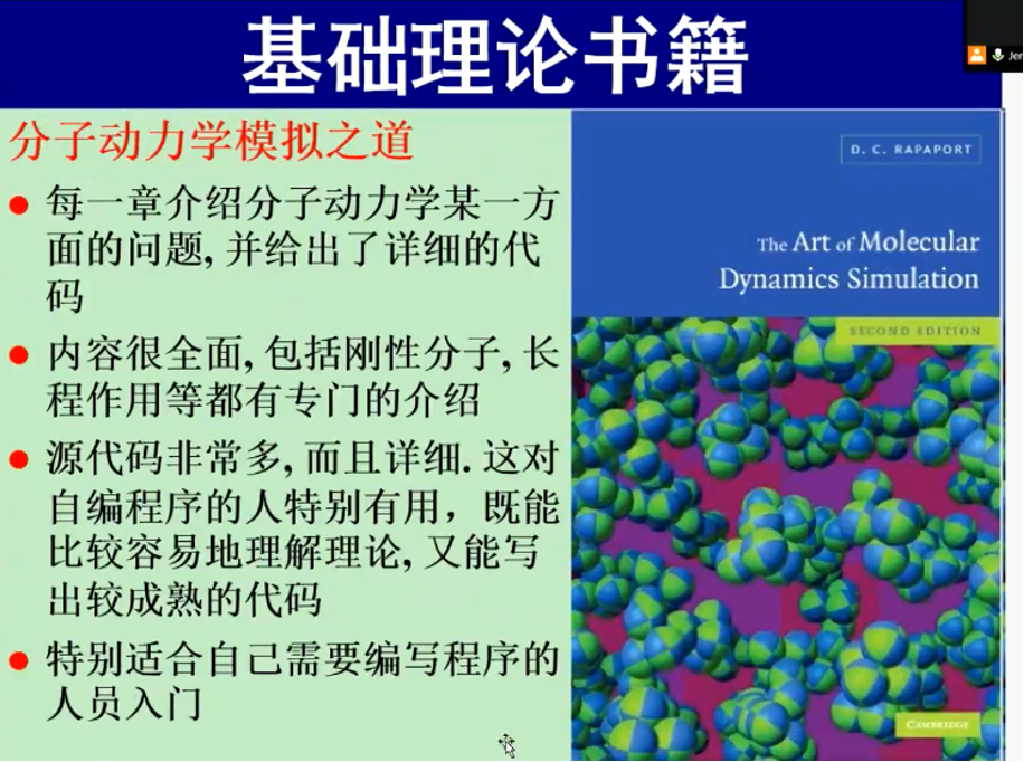 基础理论书籍
Jer
分子动力学模拟之道
每一章介绍分子动力学某一方
面的问题, 并给出了详细的代
码
内容很全面, 包括刚性分子, 长
程作用等都有专门的介绍
源代码非常多, 而且详细. 这对
自编程序的人特别有用，既能
比较容易地理解理论, 又能写
出较成熟的代码
特别适合自己需要编写程序的
人员入门
D. C. RAPAPORT
The Art of Molecular
Dynamics Simulation
SECOND EDITION
CAMBRIDGE